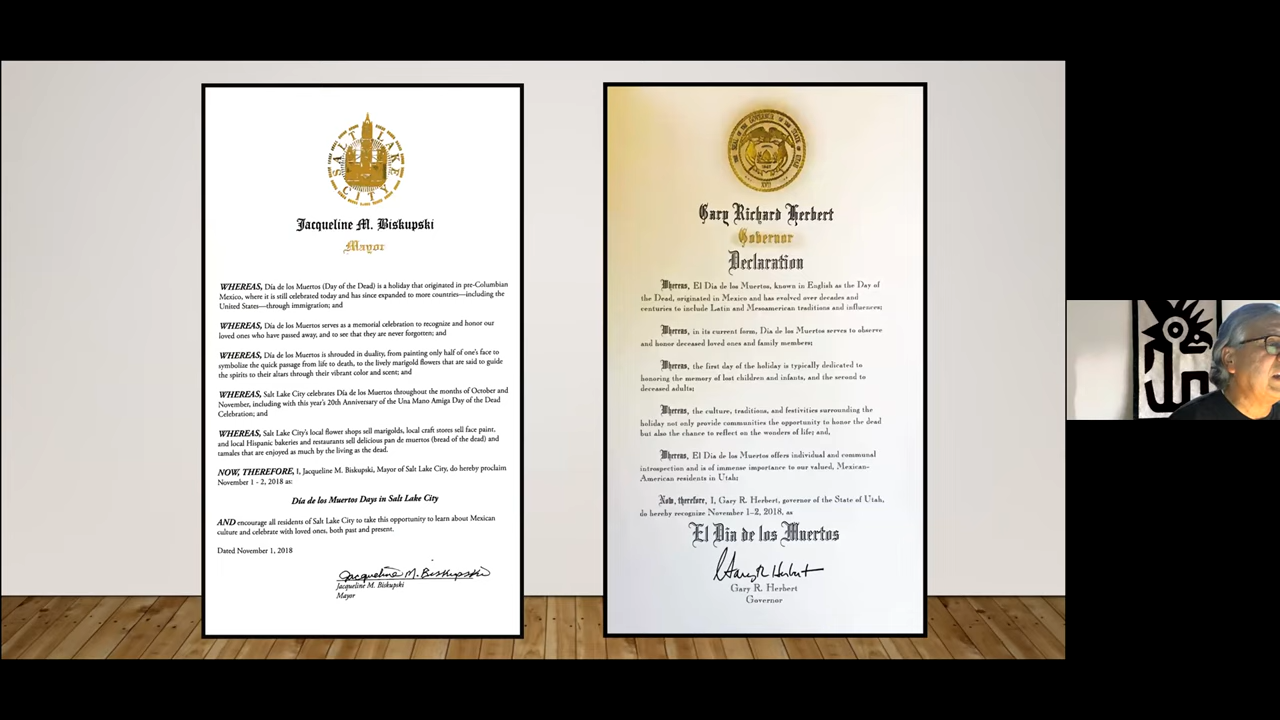 SALT LAKE CITY
Jacqueline M. Biskupski
Mayor
WHEREAS, Día de los Muertos (Day of the Dead) is a holiday that originated in pre-Columbian
Mexico, where it is still celebrated today and has since expanded to more countries—including the
United States—through immigration; and
WHEREAS, Día de los Muertos serves as a memorial celebration to recognize and honor our
loved ones who have passed away, and to see that they are never forgotten; and
WHEREAS, Día de los Muertos is shrouded in duality, from painting only half of one's face to
symbolize the quick passage from life to death, to the lively marigold flowers that are said to guide
the spirits to their altars through their vibrant color and scent; and
WHEREAS, Salt Lake City celebrates Día de los Muertos throughout the months of October and
November, including with this year's 20th Anniversary of the Una Mano Amiga Day of the Dead
Celebration; and
WHEREAS, Salt Lake City's local flower shops sell marigolds, local craft stores sell face paint,
and local Hispanic bakeries and restaurants sell delicious pan de muertos (bread of the dead) and
tamales that are enjoyed as much by the living as the dead.
NOW, THEREFORE, I, Jacqueline M. Biskupski, Mayor of Salt Lake City, do hereby proclaim
November 1 - 2, 2018 as:
Día de los Muertos Days in Salt Lake City
AND encourage all residents of Salt Lake City to take this opportunity to learn about Mexican
culture and celebrate with loved ones, both past and present.
Dated November 1, 2018
Jacqueline M. Biskupski
Jacqueline M. Biskupski
Mayor
Gary Richard Herbert
Governor
Declaration
Whereas, El Dia de los Muertos, known in English as the Day of
the Dead, originated in Mexico and has evolved over decades and
centuries to include Latin and Mesoamerican traditions and influences;
Whereas, in its current form, Dia de los Muertos serves to observe
and honor deceased loved ones and family members;
Whereas, the first day of the holiday is typically dedicated to
honoring the memory of lost children and infants, and the second to
deceased adults;
Whereas, the culture, traditions, and festivities surrounding the
holiday not only provide communities the opportunity to honor the dead
but also the chance to reflect on the wonders of life; and,
Whereas, El Dia de los Muertos offers individual and communal
introspection and is of immense importance to our valued, Mexican-
American residents in Utah;
Now, therefore, I, Gary R. Herbert, governor of the State of Utah,
do hereby recognize November 1-2, 2018, as
El Dia de los Muertos
Gary R Herbert
Gary R. Herbert
Governor